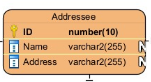 Addressee
ID number(10)
Name varchar2(255) N
Address varchar2(255) N